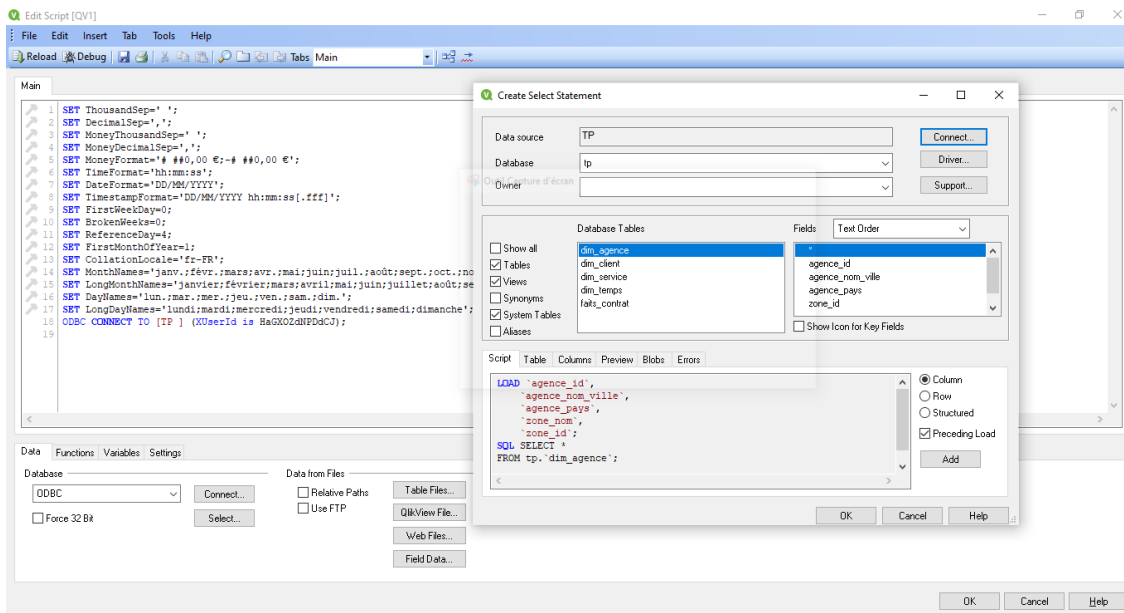 Edit Script [QV1]
File Edit Insert Tab Tools Help
Reload Debug Tabs Main
Main
1 SET ThousandSep=' ';
2 SET DecimalSep=',';
3 SET MoneyThousandSep=' ';
4 SET MoneyDecimalSep=',';
5 SET MoneyFormat='# ##0,00 €;-# ##0,00 €';
6 SET TimeFormat='hh:mm:ss';
7 SET DateFormat='DD/MM/YYYY';
8 SET TimestampFormat='DD/MM/YYYY hh:mm:ss[.fff]';
9 SET FirstWeekDay=0;
10 SET BrokenWeeks=0;
11 SET ReferenceDay=4;
12 SET FirstMonthOfYear=1;
13 SET CollationLocale='fr-FR';
14 SET MonthNames='janv.;févr.;mars;avr.;mai;juin;juil.;août;sept.;oct.;no
15 SET LongMonthNames='janvier;février;mars;avril;mai;juin;juillet;août;se
16 SET DayNames='lun.;mar.;mer.;jeu.;ven.;sam.;dim.';
17 SET LongDayNames='lundi;mardi;mercredi;jeudi;vendredi;samedi;dimanche';
18 ODBC CONNECT TO [TP ] (XUserId is HaGXOZdNPDdCJ);
19
Create Select Statement
Data source TP Connect...
Database tp Driver...
Outil Capture d'écran
Owner Support...
Database Tables Fields Text Order
Show all dim_agence *
Tables dim_client agence_id
Views dim_service agence_nom_ville
Synonyms dim_temps agence_pays
System Tables faits_contrat zone_id
Aliases Show Icon for Key Fields
Script Table Columns Preview Blobs Errors
LOAD `agence_id`,
`agence_nom_ville`,
`agence_pays`,
`zone_nom`,
`zone_id`;
SQL SELECT *
FROM tp.`dim_agence`;
Column
Row
Structured
Preceding Load
Add
OK Cancel Help
Data Functions Variables Settings
Database Data from Files
ODBC Connect... Relative Paths Table Files...
Force 32 Bit Select... Use FTP QlikView File...
Web Files...
Field Data...
OK Cancel Help